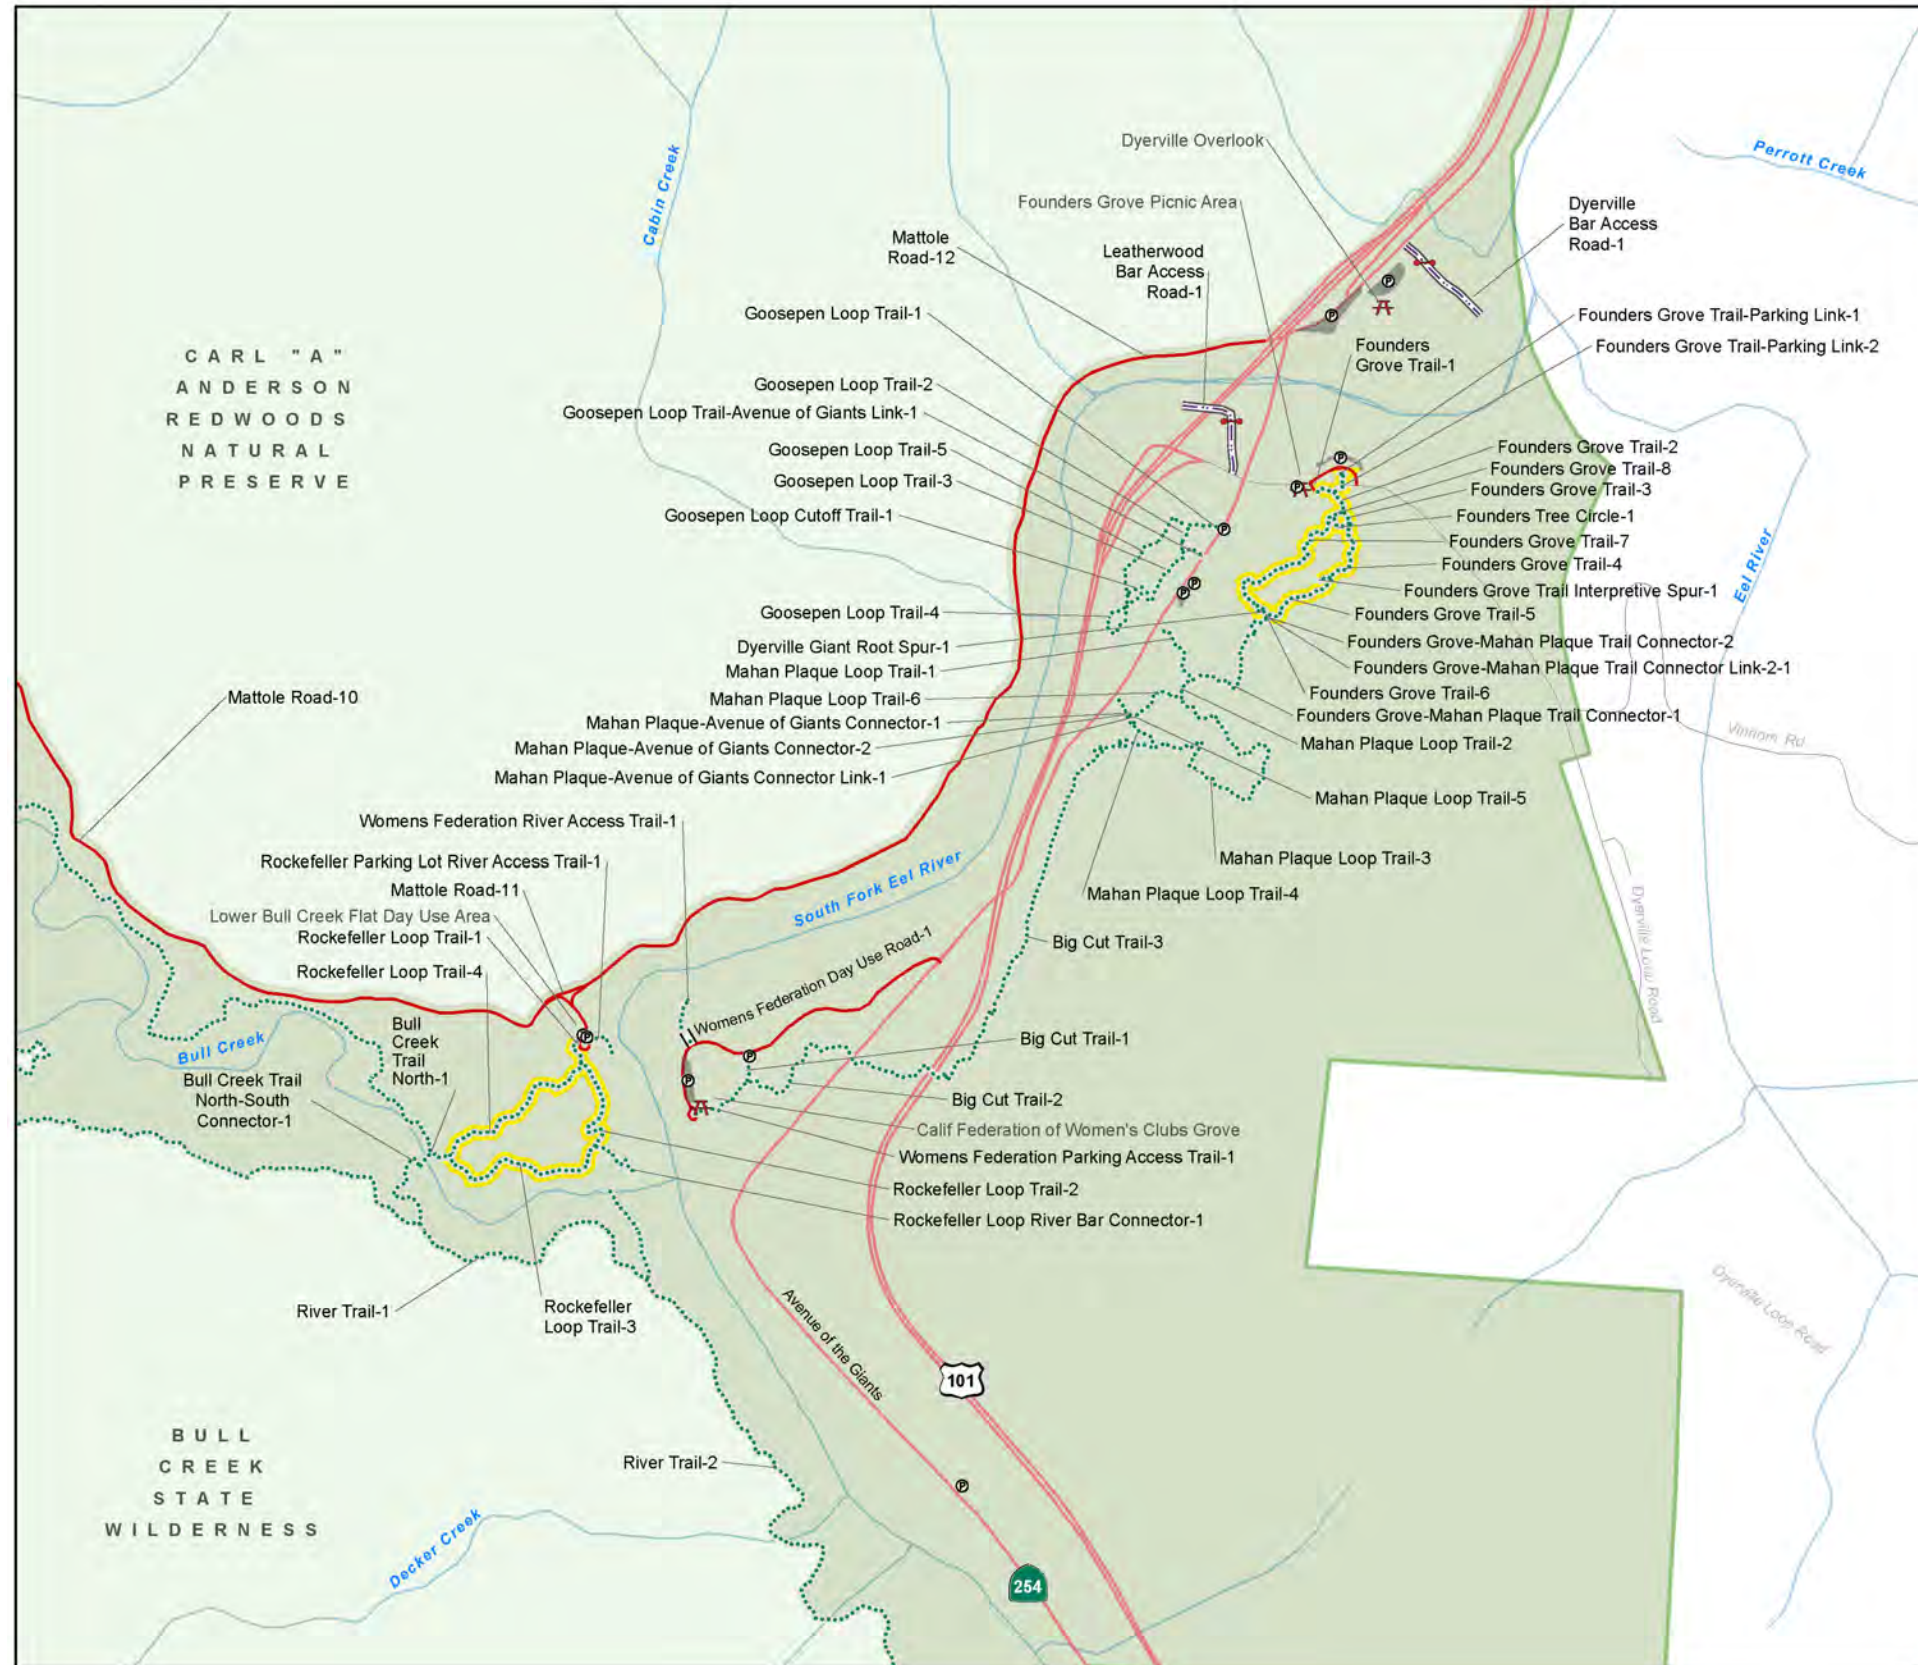 Perrott Creek
Dyerville Overlook
Cabin Creek
Founders Grove Picnic Area
Dyerville
Bar Access
Road-1
Mattole
Road-12
Leatherwood
Bar Access
Road-1
Goosepen Loop Trail-1
Founders Grove Trail-Parking Link-1
Founders
Grove Trail-1
Founders Grove Trail-Parking Link-2
CARL "A"
ANDERSON
REDWOODS
NATURAL
PRESERVE
Goosepen Loop Trail-2
Goosepen Loop Trail-Avenue of Giants Link-1
Goosepen Loop Trail-5
Goosepen Loop Trail-3
Goosepen Loop Cutoff Trail-1
Founders Grove Trail-2
Founders Grove Trail-8
Founders Grove Trail-3
Founders Tree Circle-1
Founders Grove Trail-7
Founders Grove Trail-4
Founders Grove Trail Interpretive Spur-1
Founders Grove Trail-5
Founders Grove-Mahan Plaque Trail Connector-2
Founders Grove-Mahan Plaque Trail Connector Link-2-1
Founders Grove Trail-6
Founders Grove-Mahan Plaque Trail Connector-1
Mahan Plaque Loop Trail-2
Eel River
Goosepen Loop Trail-4
Dyerville Giant Root Spur-1
Mahan Plaque Loop Trail-1
Mahan Plaque Loop Trail-6
Mahan Plaque-Avenue of Giants Connector-1
Mahan Plaque-Avenue of Giants Connector-2
Mahan Plaque-Avenue of Giants Connector Link-1
Mattole Road-10
Mahan Plaque Loop Trail-5
Mahan Plaque Loop Trail-3
Mahan Plaque Loop Trail-4
Womens Federation River Access Trail-1
Rockefeller Parking Lot River Access Trail-1
Mattole Road-11
Lower Bull Creek Flat Day Use Area
Rockefeller Loop Trail-1
Rockefeller Loop Trail-4
South Fork Eel River
Womens Federation Day Use Road-1
Big Cut Trail-3
Dyerville Loop Road
Bull Creek
Bull
Creek
Trail
North-1
Bull Creek Trail
North-South
Connector-1
Big Cut Trail-1
Big Cut Trail-2
Calif Federation of Women's Clubs Grove
Womens Federation Parking Access Trail-1
Rockefeller Loop Trail-2
Rockefeller Loop River Bar Connector-1
River Trail-1
Rockefeller
Loop Trail-3
Avenue of the Giants
Dyerville Loop Road
101
BULL
CREEK
STATE
WILDERNESS
River Trail-2
Decker Creek
254
P
P
P
P
P
P
P
P
P
P
P
P